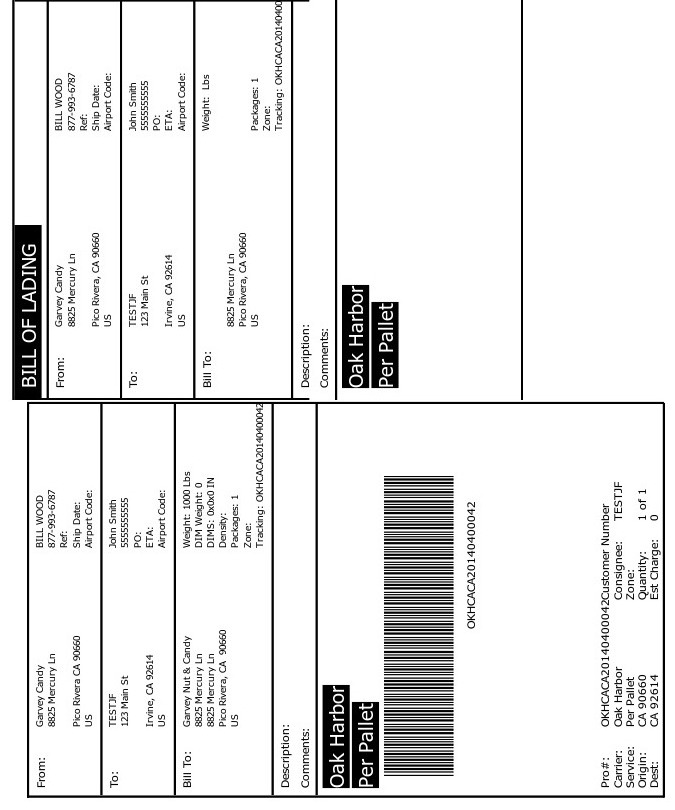 BILL OF LADING
From:
Garvey Candy
8825 Mercury Ln
Pico Rivera, CA 90660
US
BILL WOOD
877-993-6787
Ref:
Ship Date:
Airport Code:
To:
TESTJF
123 Main St
Irvine, CA 92614
US
John Smith
5555555555
PO:
ETA:
Airport Code:
Bill To:
8825 Mercury Ln
Pico Rivera, CA 90660
US
Weight: Lbs
Packages: 1
Zone:
Tracking: OKHCACA20140400
Description:
Comments:
Oak Harbor
Per Pallet
From:
Garvey Candy
8825 Mercury Ln
Pico Rivera CA 90660
US
BILL WOOD
877-993-6787
Ref:
Ship Date:
Airport Code:
To:
TESTJF
123 Main St
Irvine, CA 92614
US
John Smith
5555555555
PO:
ETA:
Airport Code:
Bill To:
Garvey Nut & Candy
8825 Mercury Ln
8825 Mercury Ln
Pico Rivera, CA 90660
US
Weight: 1000 Lbs
DIM Weight: 0
DIMS: 0x0x0 IN
Density:
Packages: 1
Zone:
Tracking: OKHCACA20140400042
Description:
Comments:
Oak Harbor
Per Pallet
OKHCACA20140400042
Pro#: OKHCACA20140400042Customer Number
Carrier: Oak Harbor Consignee: TESTJF
Service: Per Pallet Zone:
Origin: CA 90660 Quantity: 1 of 1
Dest: CA 92614 Est Charge: 0